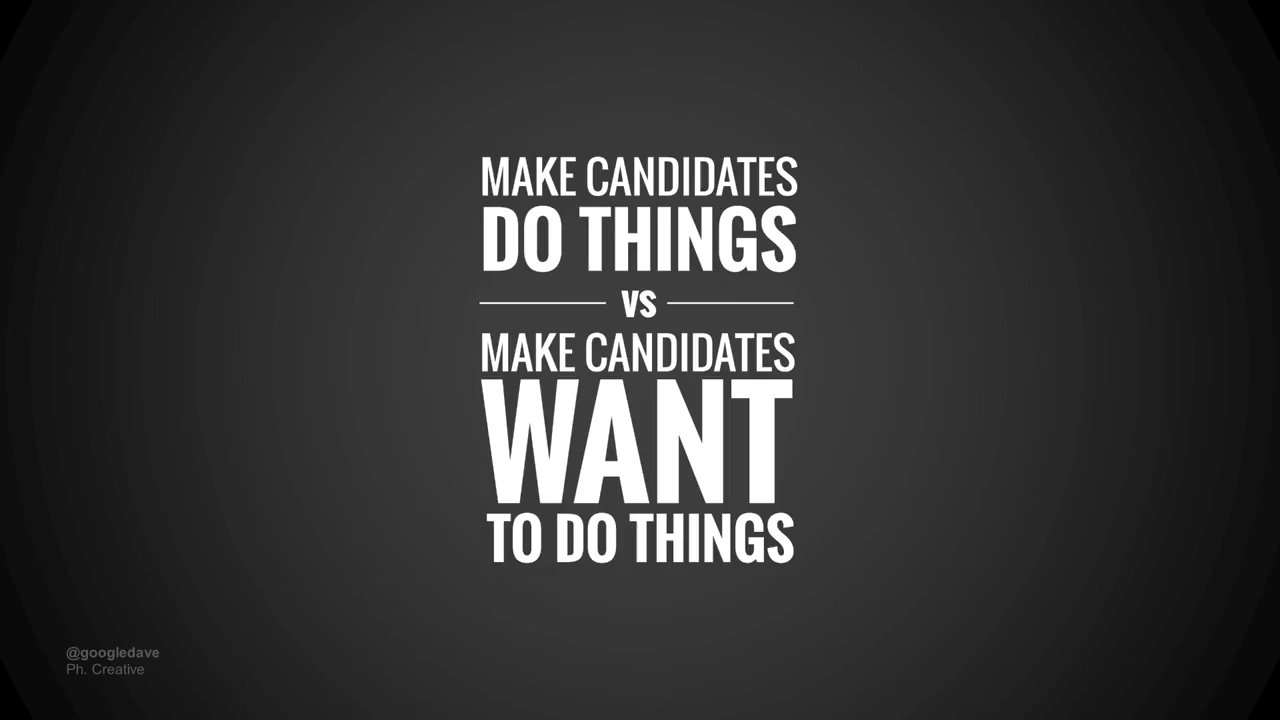 MAKE CANDIDATES
DO THINGS
VS
MAKE CANDIDATES
WANT
TO DO THINGS
@googledave
Ph. Creative